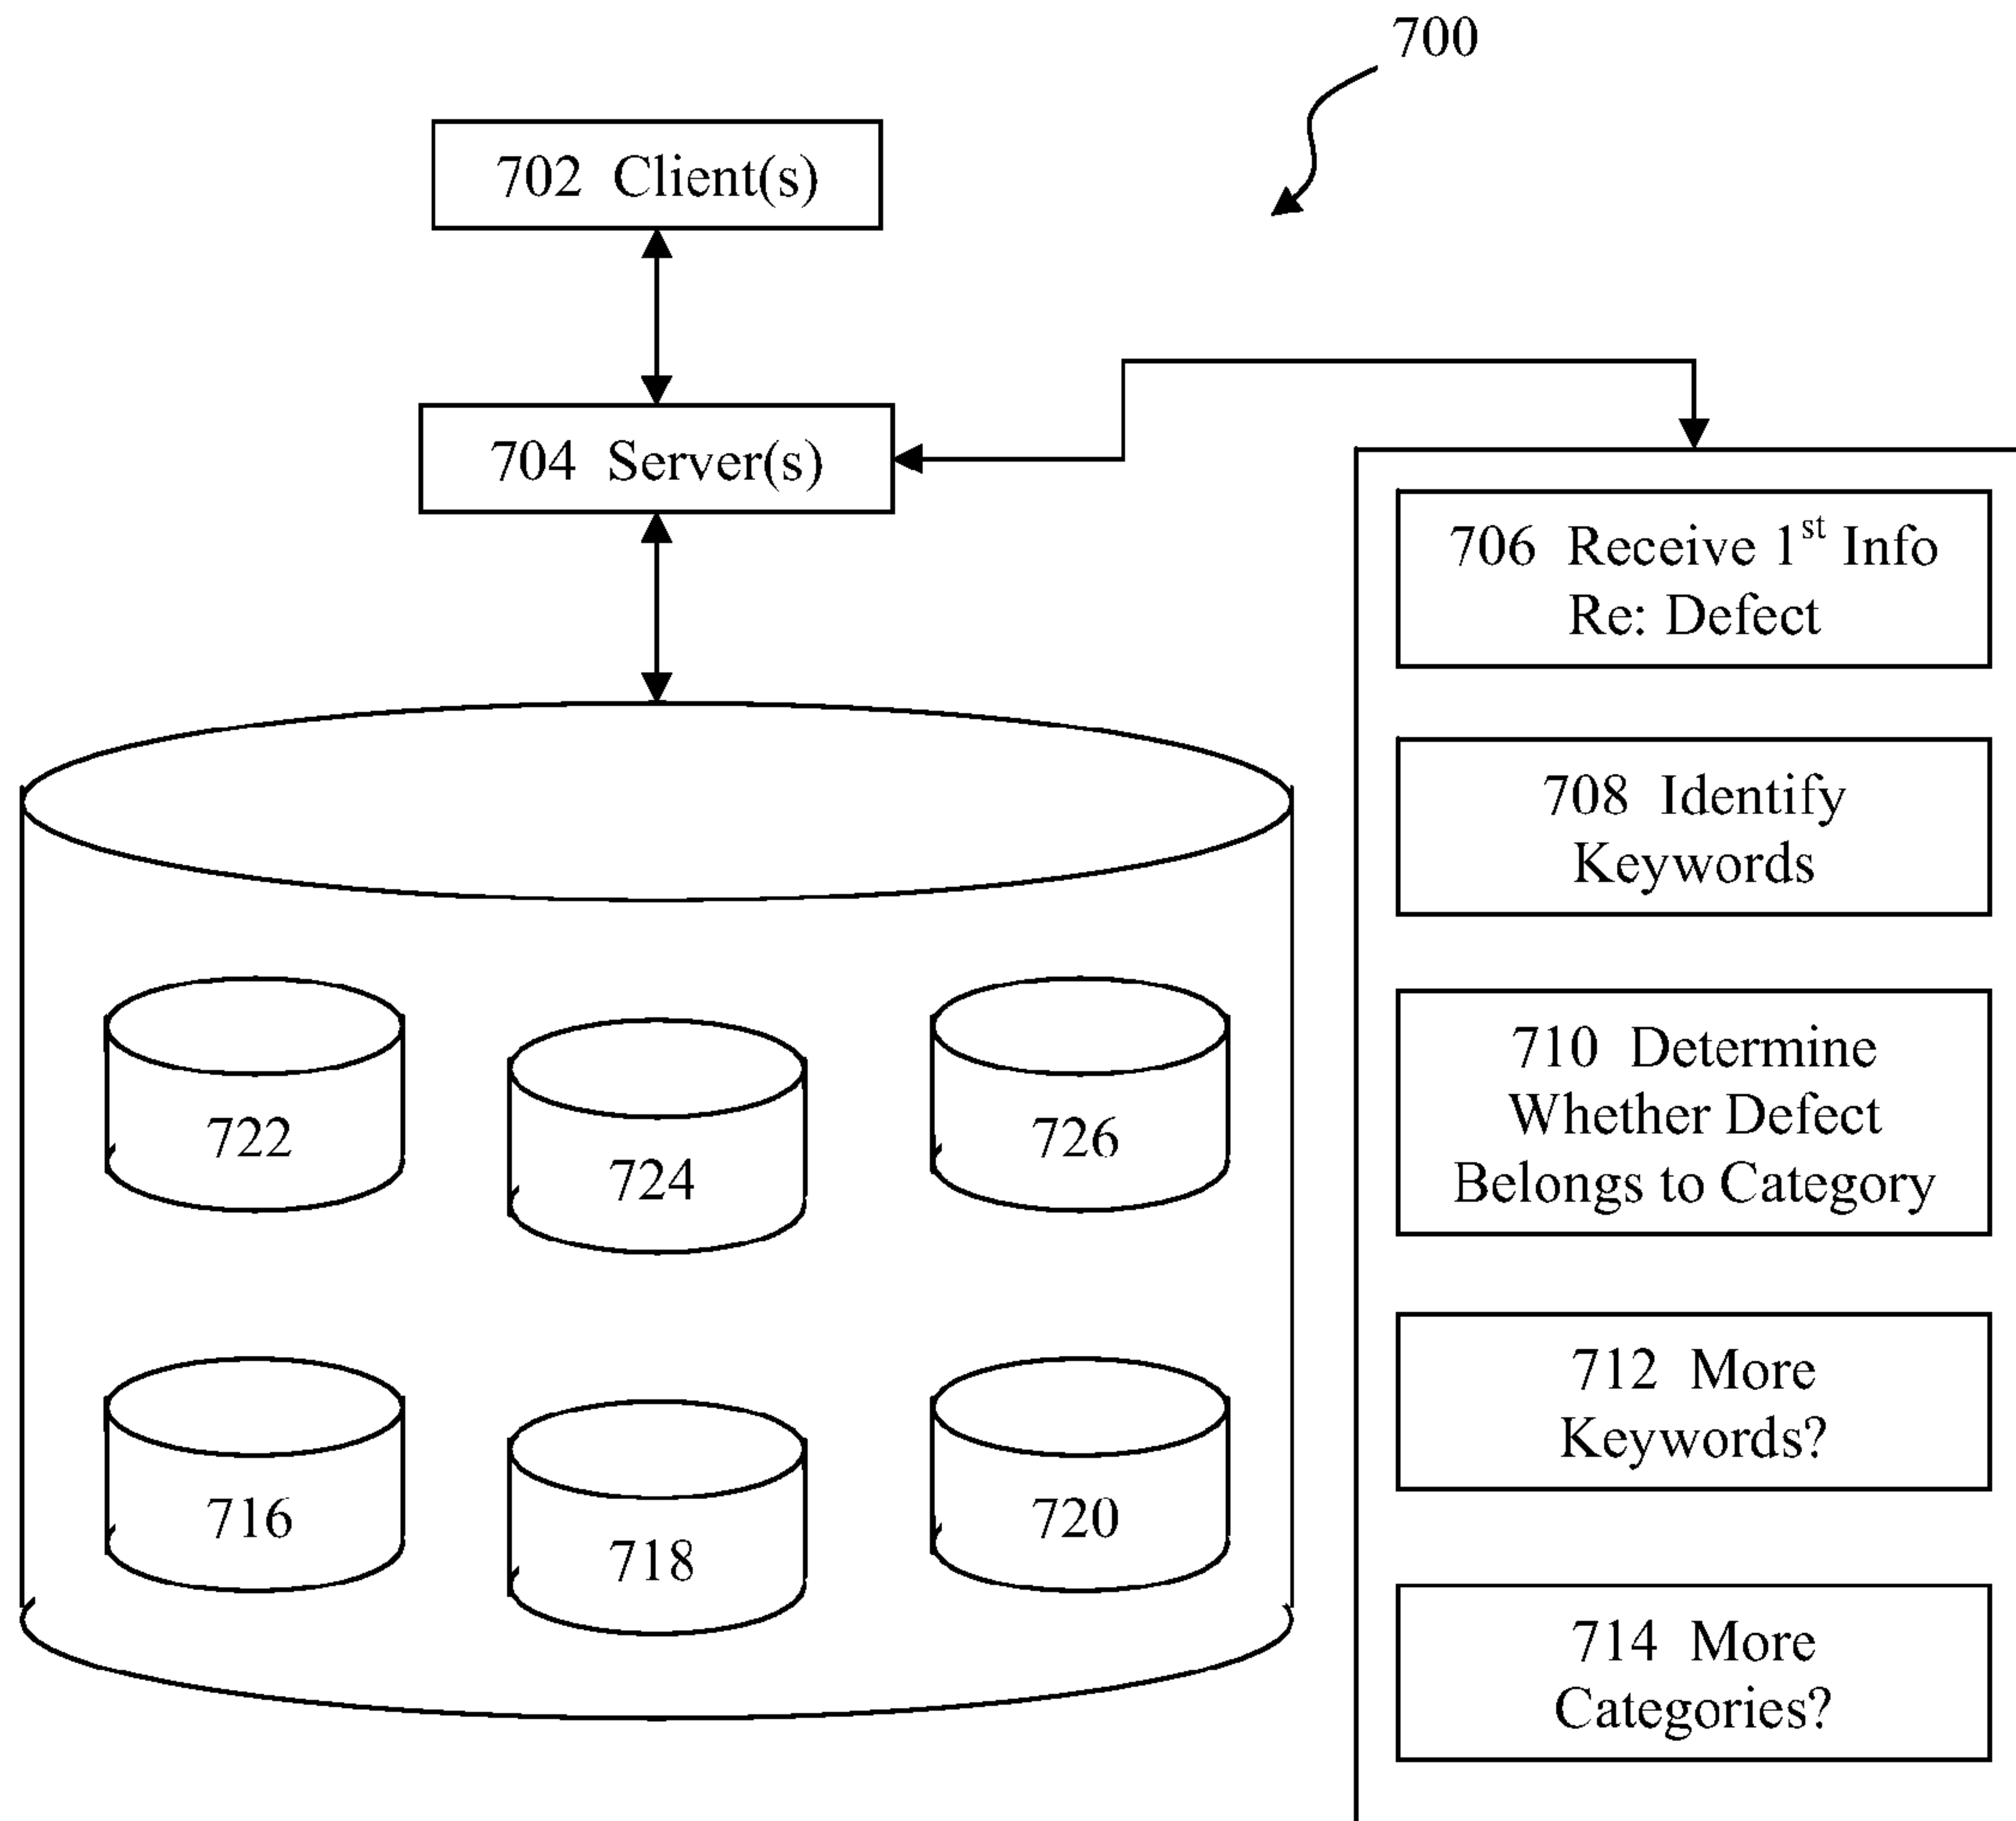 700
702 Client(s)
704 Server(s)
706 Receive 1st Info
Re: Defect
708 Identify
Keywords
710 Determine
Whether Defect
Belongs to Category
712 More
Keywords?
714 More
Categories?
722
724
726
716
718
720